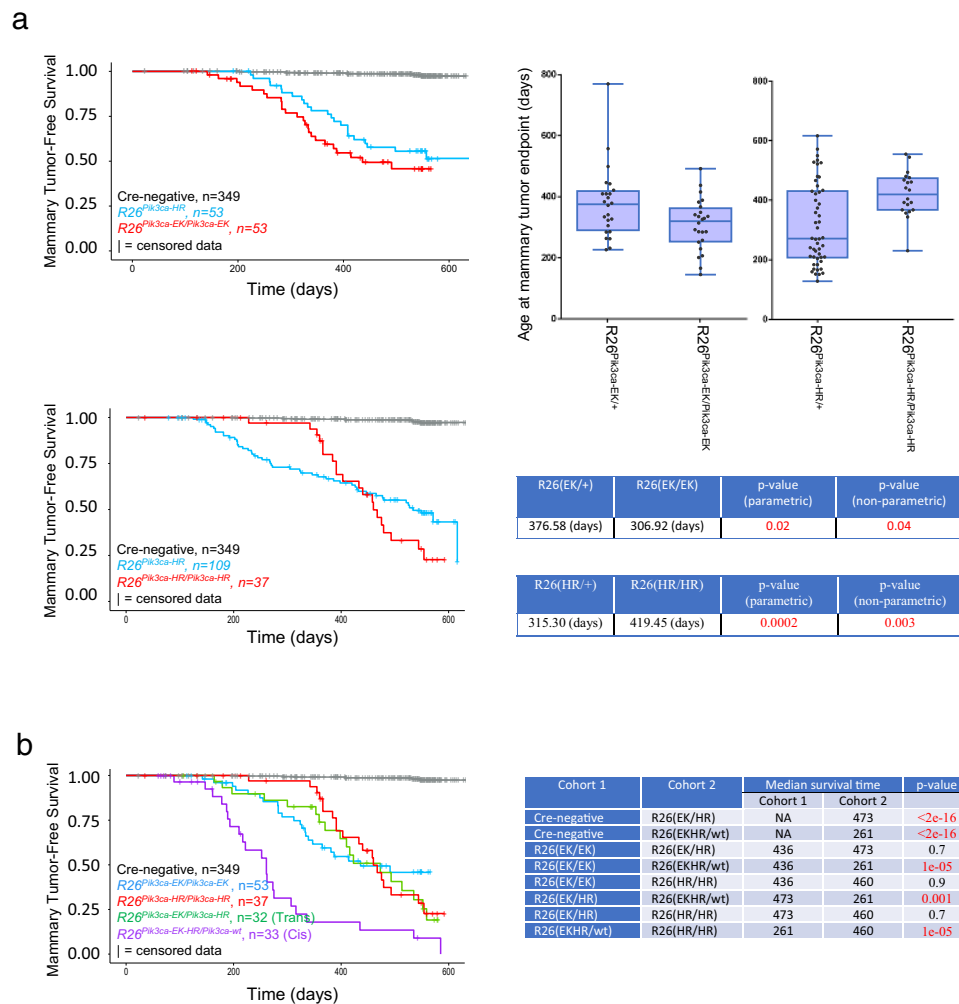 a
Mammary Tumor-Free Survival
1.00
0.75
0.50
0.25
0.00
Cre-negative, n=349
R26Pik3ca-HR, n=53
R26Pik3ca-EK/Pik3ca-EK, n=53
| = censored data
0 200 400 600
Time (days)
Age at mammary tumor endpoint (days)
800
600
400
200
0
R26Pik3ca-EK/+
R26Pik3ca-EK/Pik3ca-EK
800
600
400
200
0
R26Pik3ca-HR/+
R26Pik3ca-HR/Pik3ca-HR
Mammary Tumor-Free Survival
1.00
0.75
0.50
0.25
0.00
Cre-negative, n=349
R26Pik3ca-HR, n=109
R26Pik3ca-HR/Pik3ca-HR, n=37
| = censored data
0 200 400 600
Time (days)
R26(EK/+) R26(EK/EK) p-value (parametric) p-value (non-parametric)
376.58 (days) 306.92 (days) 0.02 0.04
R26(HR/+) R26(HR/HR) p-value (parametric) p-value (non-parametric)
315.30 (days) 419.45 (days) 0.0002 0.003
b
Mammary Tumor-Free Survival
1.00
0.75
0.50
0.25
0.00
Cre-negative, n=349
R26Pik3ca-EK/Pik3ca-EK, n=53
R26Pik3ca-HR/Pik3ca-HR, n=37
R26Pik3ca-EK/Pik3ca-HR, n=32 (Trans)
R26Pik3ca-EK-HR/Pik3ca-wt, n=33 (Cis)
| = censored data
0 200 400 600
Time (days)
Cohort 1 Cohort 2 Median survival time p-value
Cohort 1 Cohort 2
Cre-negative R26(EK/HR) NA 473 <2e-16
Cre-negative R26(EKHR/wt) NA 261 <2e-16
R26(EK/EK) R26(EK/HR) 436 473 0.7
R26(EK/EK) R26(EKHR/wt) 436 261 1e-05
R26(EK/EK) R26(HR/HR) 436 460 0.9
R26(EK/HR) R26(EKHR/wt) 473 261 0.001
R26(EK/HR) R26(HR/HR) 473 460 0.7
R26(EKHR/wt) R26(HR/HR) 261 460 1e-05